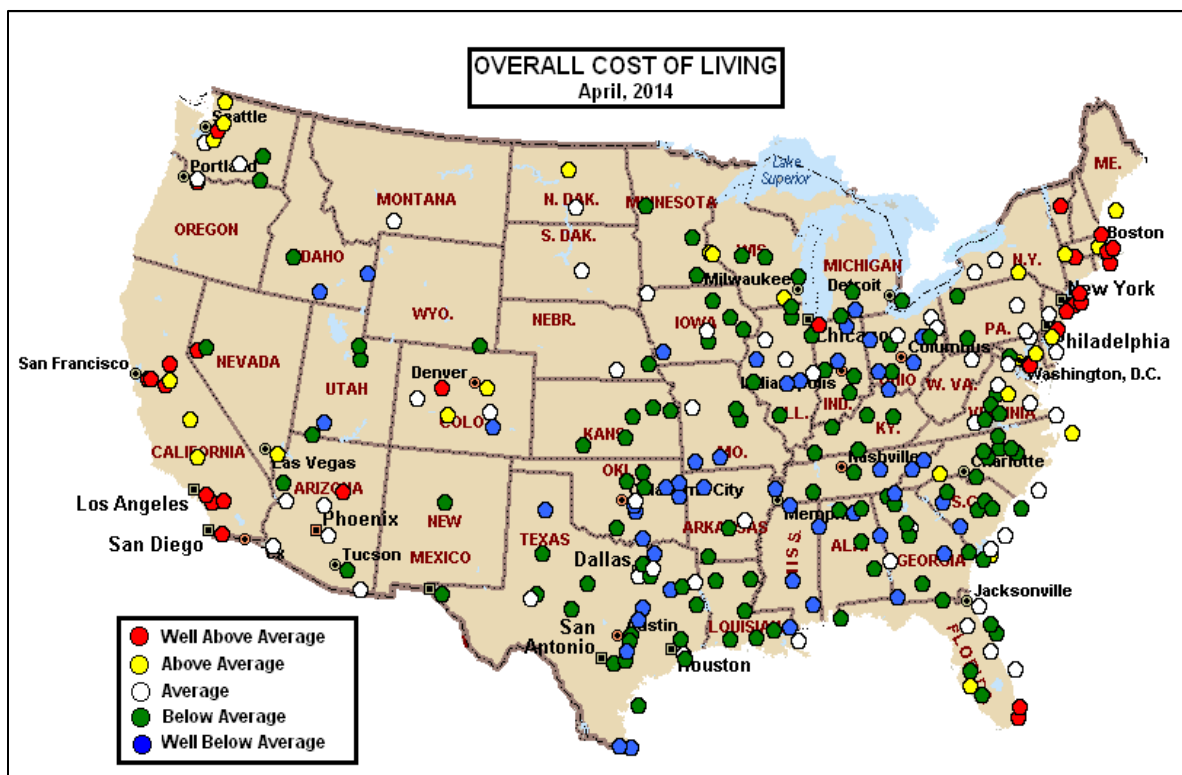 OVERALL COST OF LIVING
April, 2014
Seattle
Portland
OREGON
IDAHO
MONTANA
N. DAK.
S. DAK.
MINNESOTA
Lake
Superior
WIS.
MICHIGAN
ME.
Boston
N.Y.
New York
Milwaukee
Detroit
WYO.
NEBR.
IOWA
Chicago
PA.
Philadelphia
San Francisco
NEVADA
UTAH
Denver
COLO
Indianapolis
Columbus
OHIO
W. VA.
Washington, D.C.
VIRGINIA
ILL.
IND.
KY.
KANS
MO.
CALIFORNIA
Las Vegas
Nashville
Charlotte
Los Angeles
ARIZONA
Phoenix
NEW
MEXICO
OKL
City
ARKANSAS
Memphis
S.C.
San Diego
Tucson
TEXAS
Dallas
MISS.
ALA
GEORGIA
Jacksonville
LOUISIAN
San
Antonio
Austin
Houston
Well Above Average
Above Average
Average
Below Average
Well Below Average